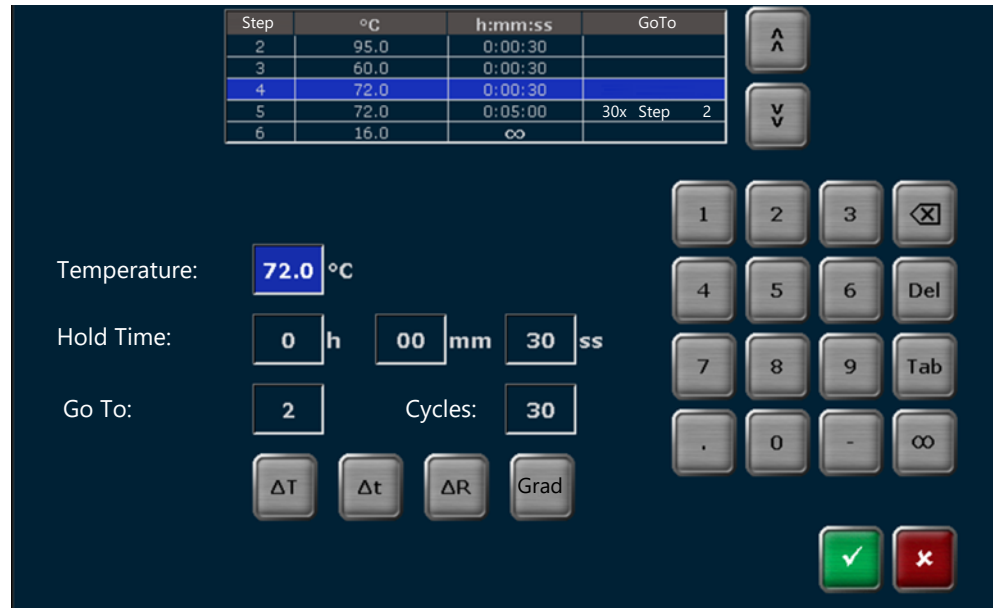 Step °C h:mm:ss GoTo
2 95.0 0:00:30
3 60.0 0:00:30
4 72.0 0:00:30
5 72.0 0:05:00 30x Step 2
6 16.0 ∞
1 2 3
Temperature: 72.0 °C
4 5 6 Del
Hold Time: 0 h 00 mm 30 ss
7 8 9 Tab
Go To: 2 Cycles: 30
. 0 - ∞
ΔT Δt ΔR Grad